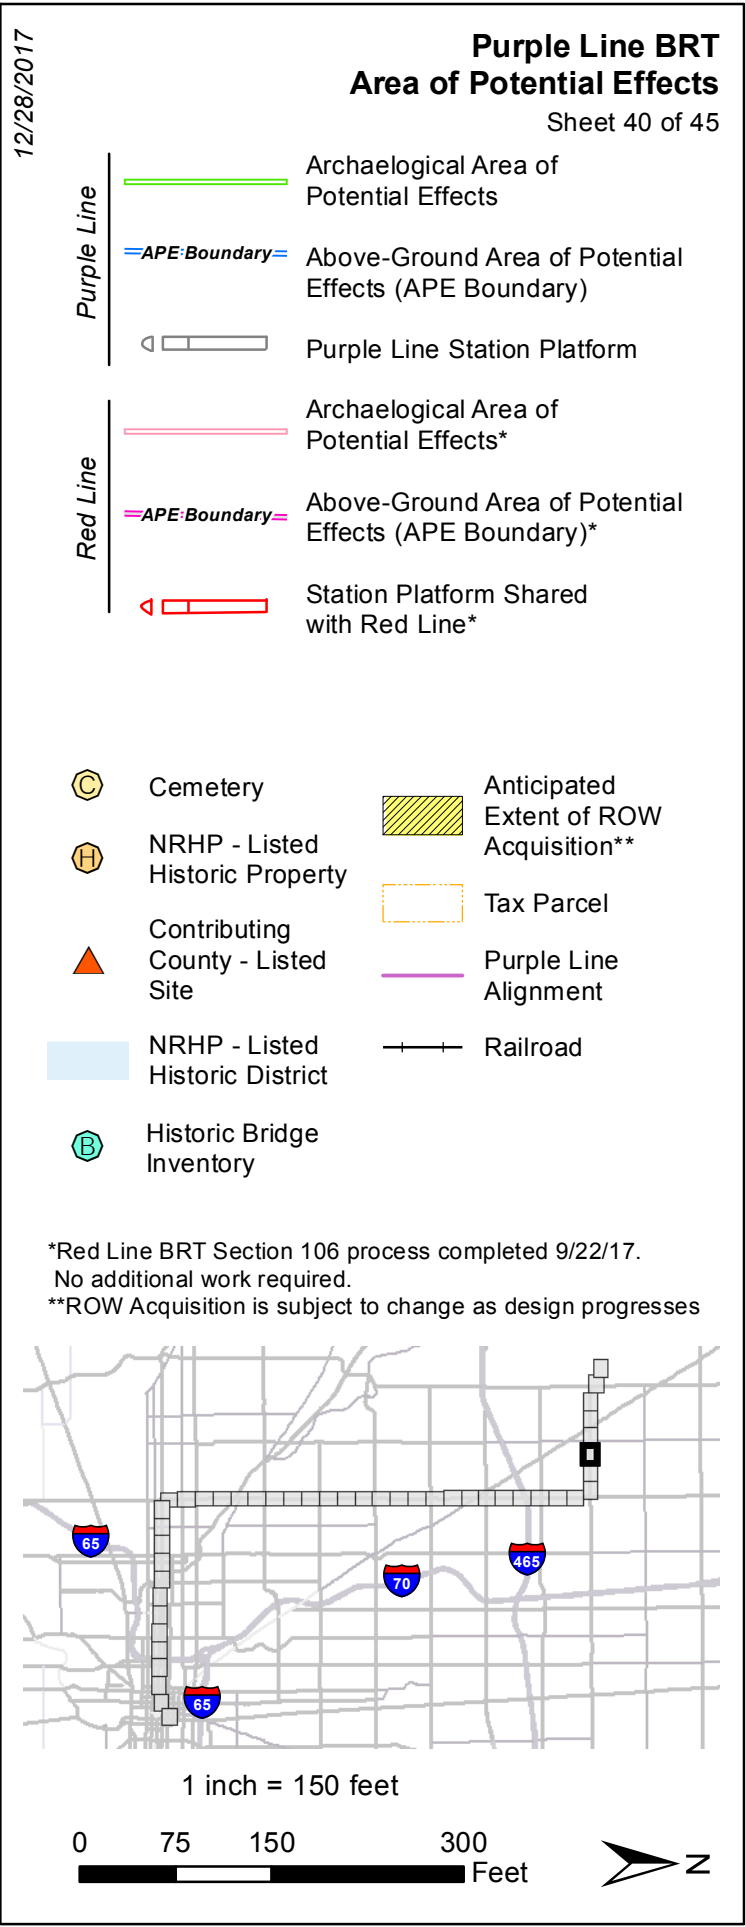 12/28/2017
Purple Line BRT
Area of Potential Effects
Sheet 40 of 45
Purple Line
Archaelogical Area of
Potential Effects
APE Boundary
Above-Ground Area of Potential
Effects (APE Boundary)
Purple Line Station Platform
Red Line
Archaelogical Area of
Potential Effects*
APE Boundary
Above-Ground Area of Potential
Effects (APE Boundary)*
Station Platform Shared
with Red Line*
C
Cemetery
H
NRHP - Listed
Historic Property
Contributing
County - Listed
Site
NRHP - Listed
Historic District
B
Historic Bridge
Inventory
Anticipated
Extent of ROW
Acquisition**
Tax Parcel
Purple Line
Alignment
Railroad
*Red Line BRT Section 106 process completed 9/22/17.
No additional work required.
**ROW Acquisition is subject to change as design progresses
65
465
70
65
1 inch = 150 feet
0 75 150 300
Feet
N